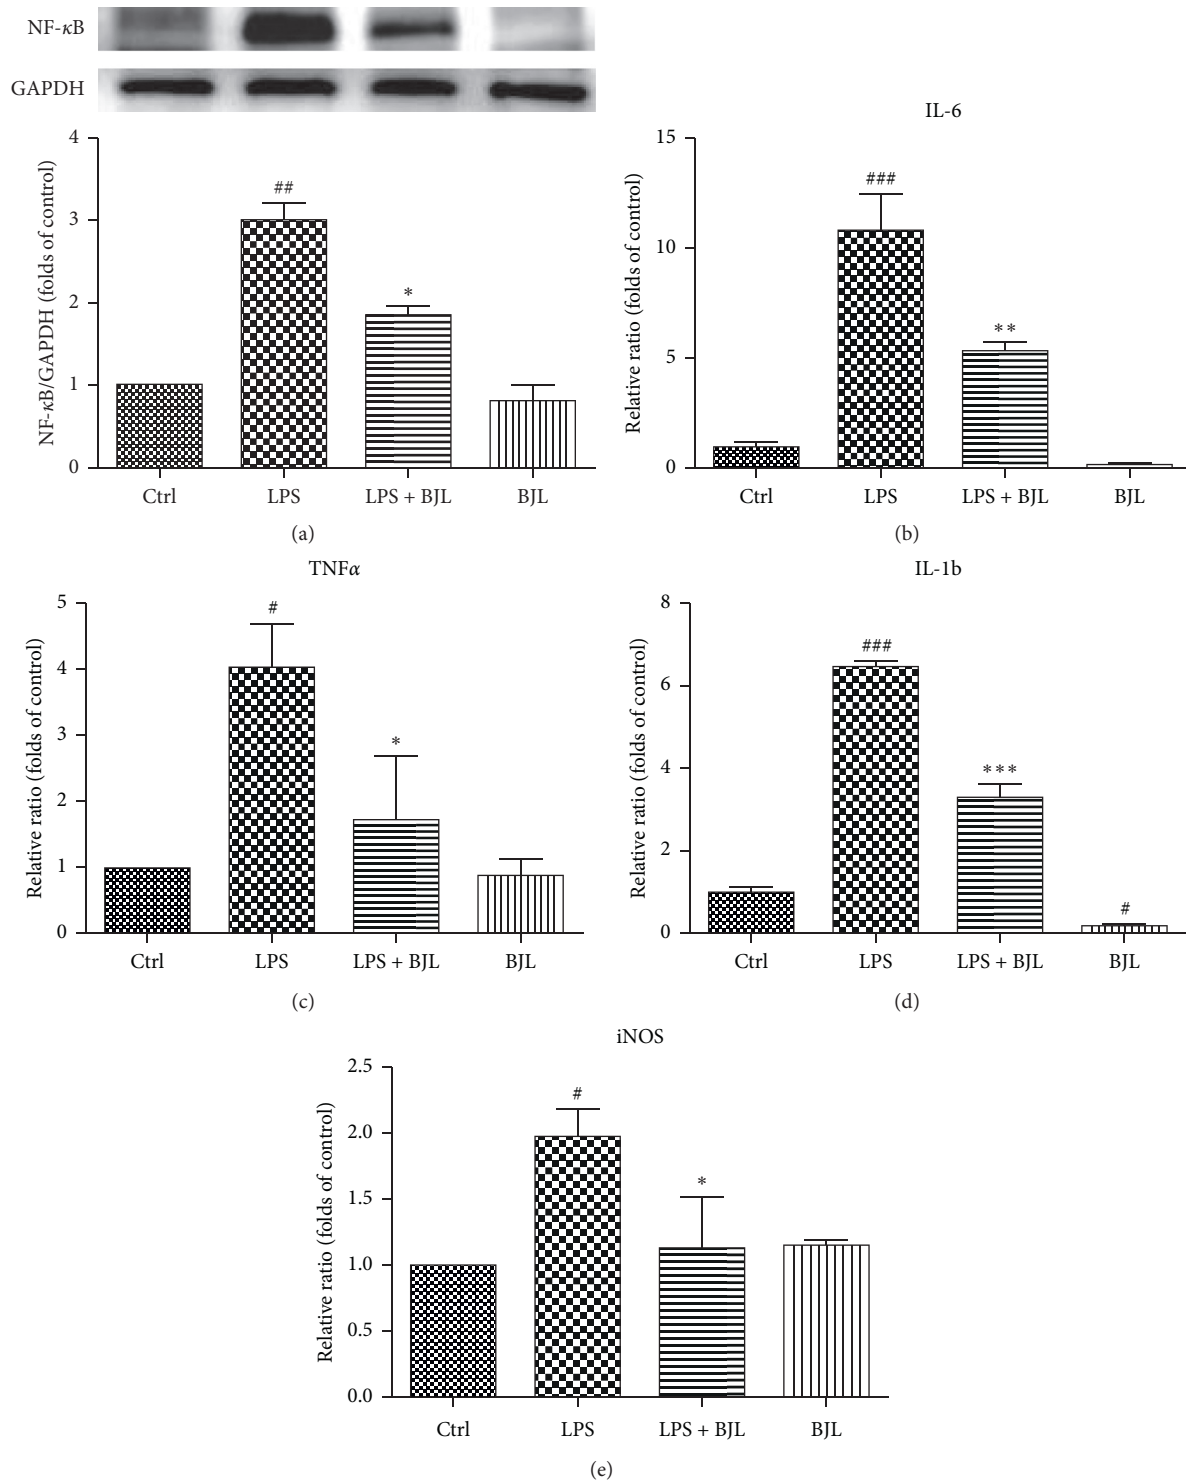 NF-κB
GAPDH
NF-κB/GAPDH (folds of control)
4
3
2
1
0
##
*
Ctrl
LPS
LPS + BJL
BJL
(a)
IL-6
Relative ratio (folds of control)
15
10
5
0
###
**
Ctrl
LPS
LPS + BJL
BJL
(b)
TNFα
Relative ratio (folds of control)
5
4
3
2
1
0
#
*
Ctrl
LPS
LPS + BJL
BJL
(c)
IL-1b
Relative ratio (folds of control)
8
6
4
2
0
###
***
#
Ctrl
LPS
LPS + BJL
BJL
(d)
iNOS
Relative ratio (folds of control)
2.5
2.0
1.5
1.0
0.5
0.0
#
*
Ctrl
LPS
LPS + BJL
BJL
(e)